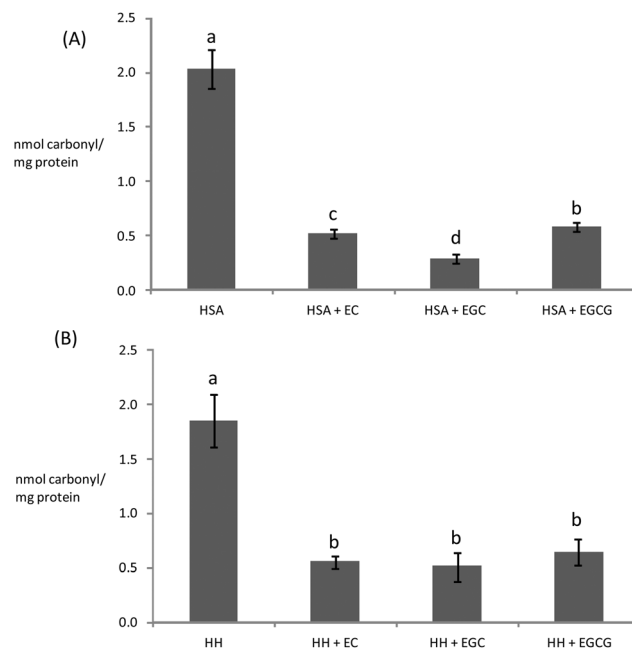 (A)
2.5
a
2.0
1.5
nmol carbonyl/
mg protein
1.0
c
d
b
0.5
0.0
HSA
HSA + EC
HSA + EGC
HSA + EGCG
(B)
2.5
a
2.0
1.5
nmol carbonyl/
mg protein
1.0
b
b
b
0.5
0.0
HH
HH + EC
HH + EGC
HH + EGCG